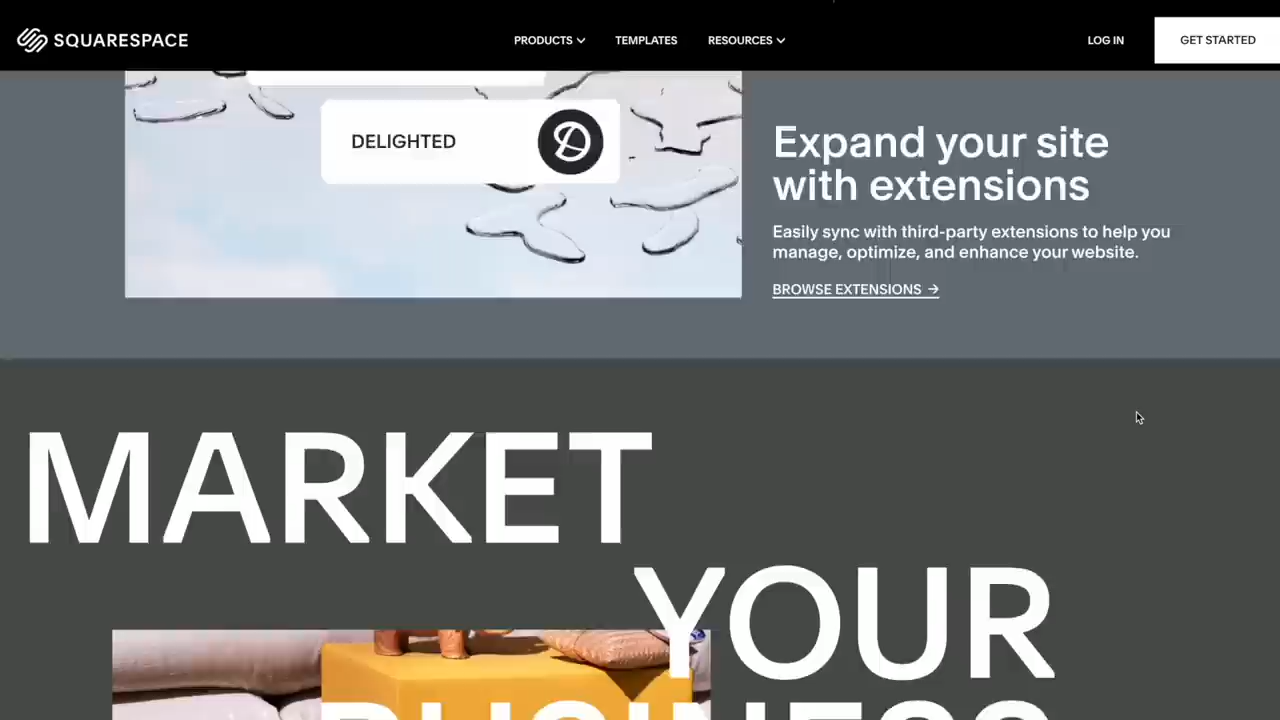 SQUARESPACE
PRODUCTS
TEMPLATES
RESOURCES
LOG IN
GET STARTED
DELIGHTED
Expand your site
with extensions
Easily sync with third-party extensions to help you
manage, optimize, and enhance your website.
BROWSE EXTENSIONS →
MARKET
YOUR
BUSINESS